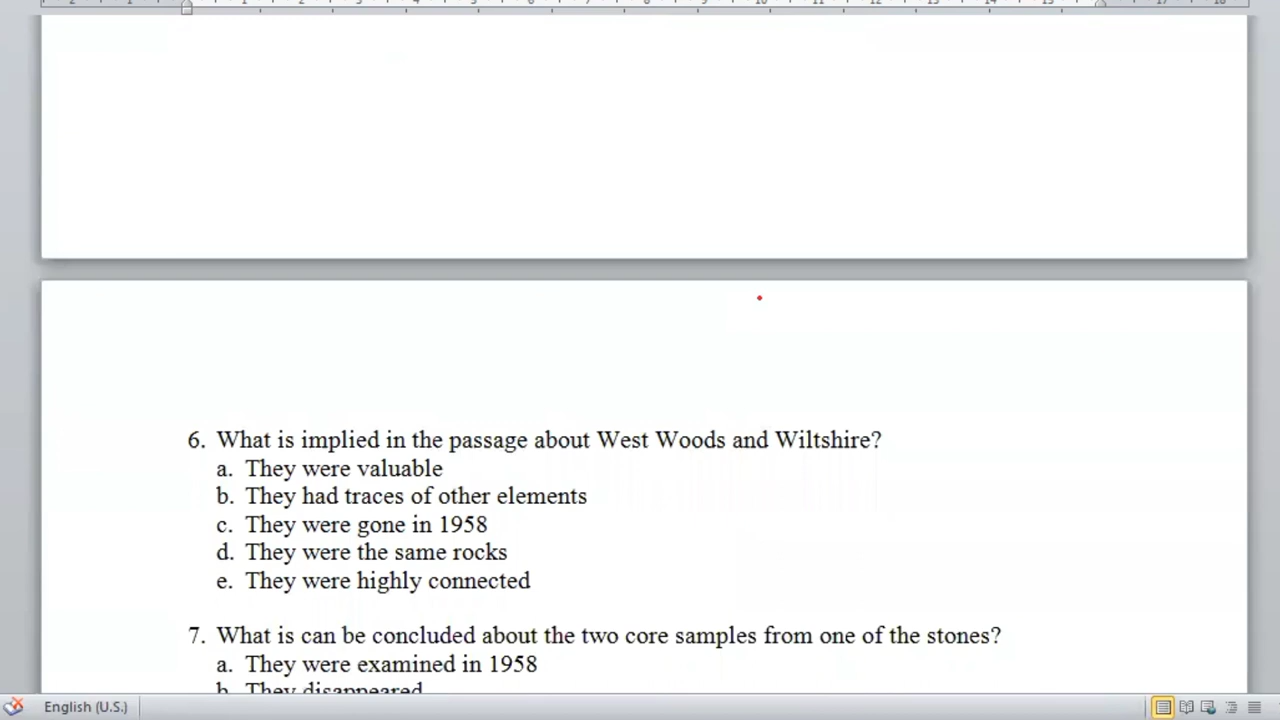 6. What is implied in the passage about West Woods and Wiltshire?
a. They were valuable
b. They had traces of other elements
c. They were gone in 1958
d. They were the same rocks
e. They were highly connected
7. What is can be concluded about the two core samples from one of the stones?
a. They were examined in 1958
b. They disappeared
English (U.S.)